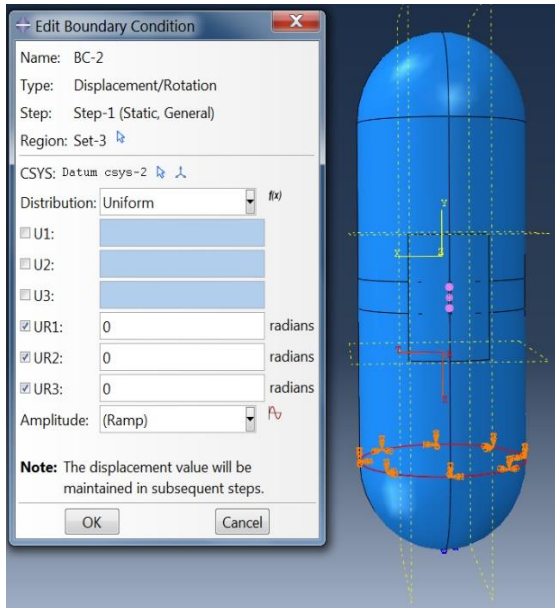 Edit Boundary Condition
Name: BC-2
Type: Displacement/Rotation
Step: Step-1 (Static, General)
Region: Set-3
CSYS: Datum csys-2
Distribution: Uniform f(x)
U1:
U2:
U3:
UR1: 0 radians
UR2: 0 radians
UR3: 0 radians
Amplitude: (Ramp)
Note: The displacement value will be
maintained in subsequent steps.
OK Cancel